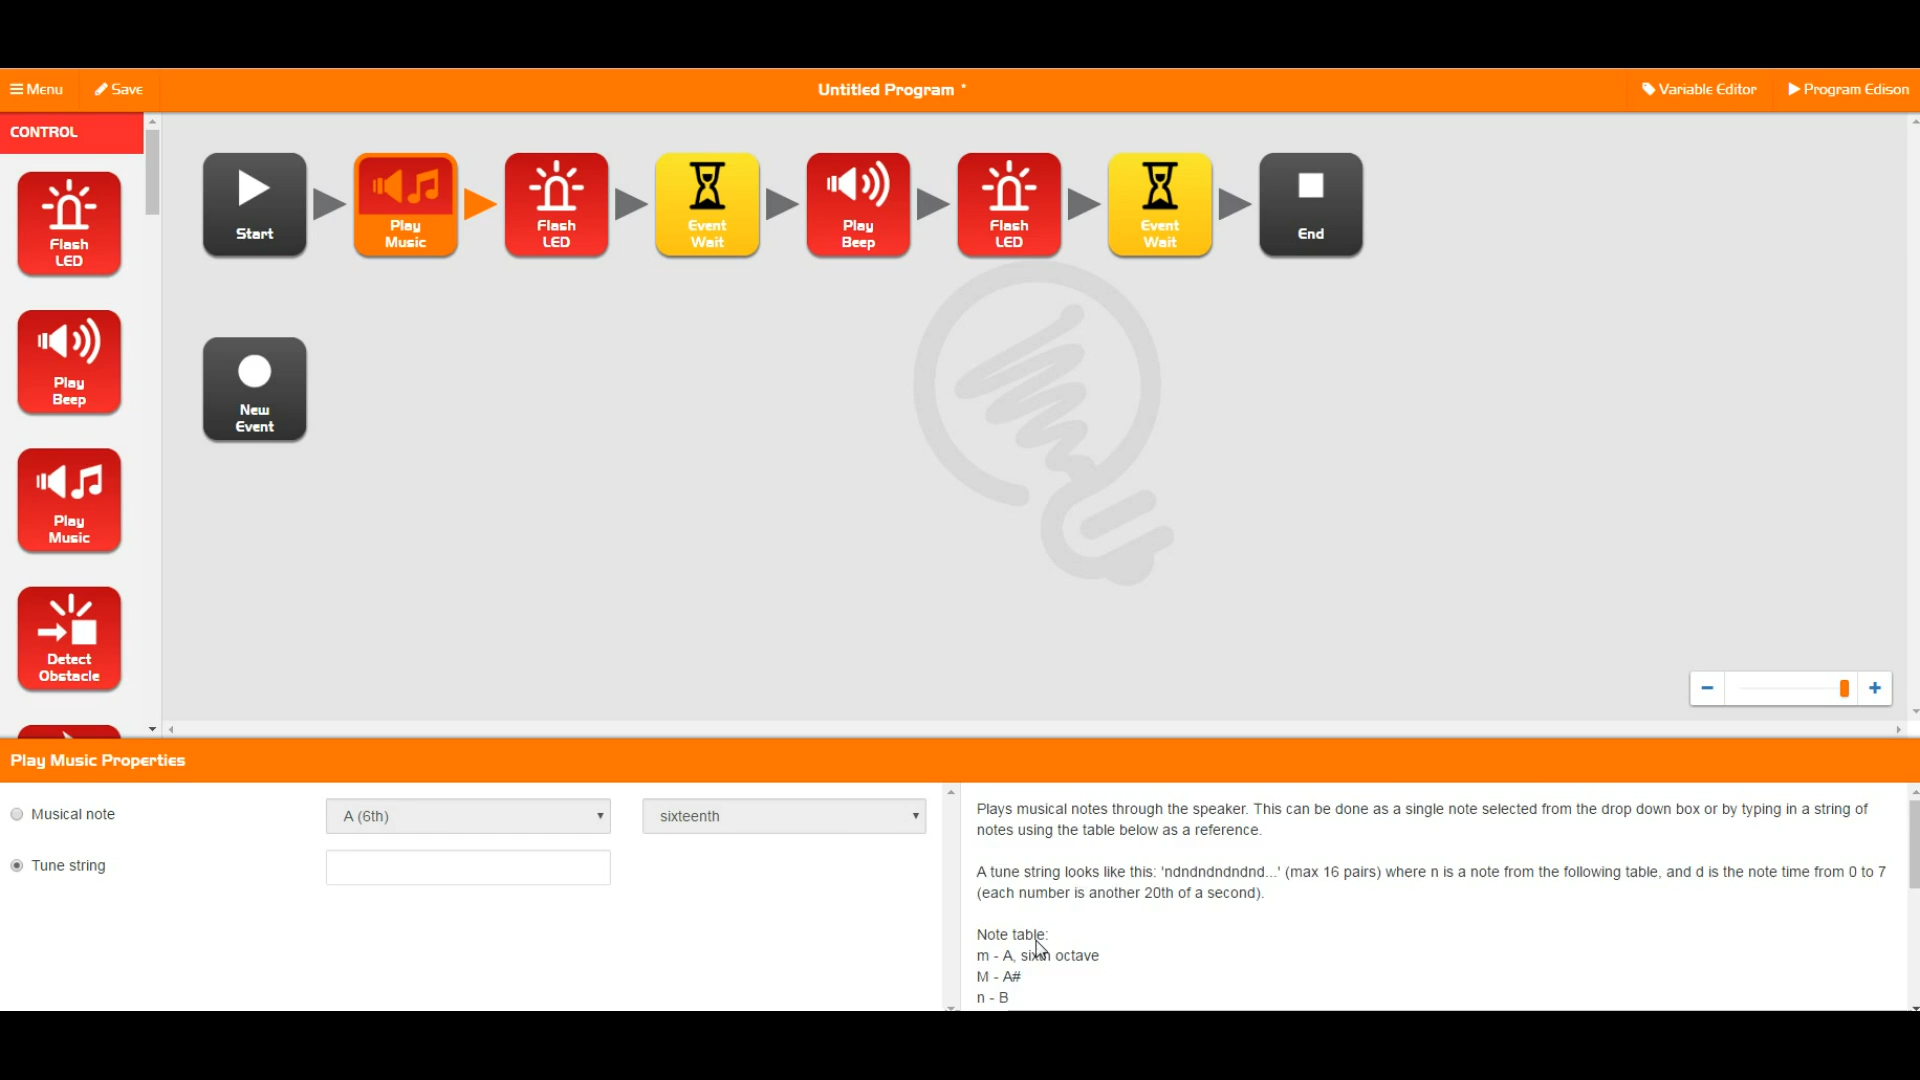 Menu
Save
Untitled Program *
Variable Editor
Program Edison
CONTROL
Flash
LED
Play
Beep
Play
Music
Detect
Obstacle
Start
Play
Music
Flash
LED
Event
Wait
Play
Beep
Flash
LED
Event
Wait
End
New
Event
Play Music Properties
Musical note
A (6th)
sixteenth
Tune string
Plays musical notes through the speaker. This can be done as a single note selected from the drop down box or by typing in a string of
notes using the table below as a reference.
A tune string looks like this: 'ndndndndndnd...' (max 16 pairs) where n is a note from the following table, and d is the note time from 0 to 7
(each number is another 20th of a second).
Note table:
m - A, sixth octave
M - A#
n - B